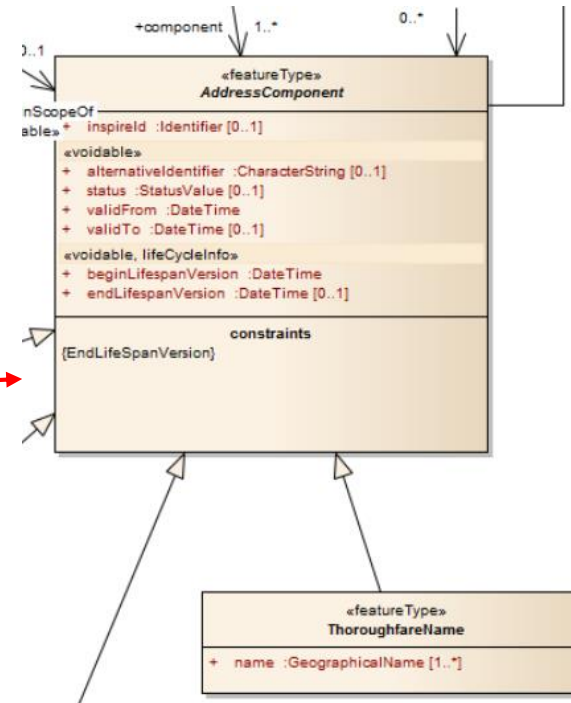 +component 1..*
0..*
0..1
«featureType»
AddressComponent
nScopeOf
able»
+ inspireId :Identifier [0..1]
«voidable»
+ alternativeIdentifier :CharacterString [0..1]
+ status :StatusValue [0..1]
+ validFrom :DateTime
+ validTo :DateTime [0..1]
«voidable, lifeCycleInfo»
+ beginLifespanVersion :DateTime
+ endLifespanVersion :DateTime [0..1]
constraints
{EndLifeSpanVersion}
«featureType»
ThoroughfareName
+ name :GeographicalName [1..*]